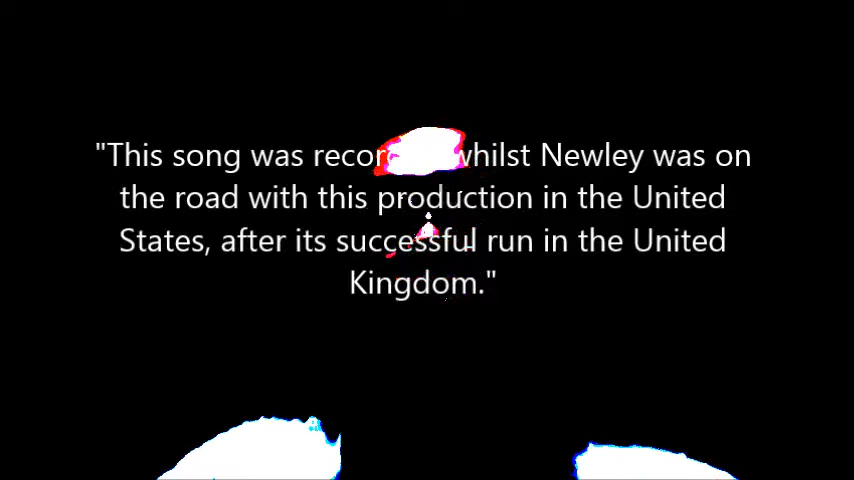 "This song was whilst Newley was on
the road with this production in the United
States, after its successful run in the United
Kingdom."